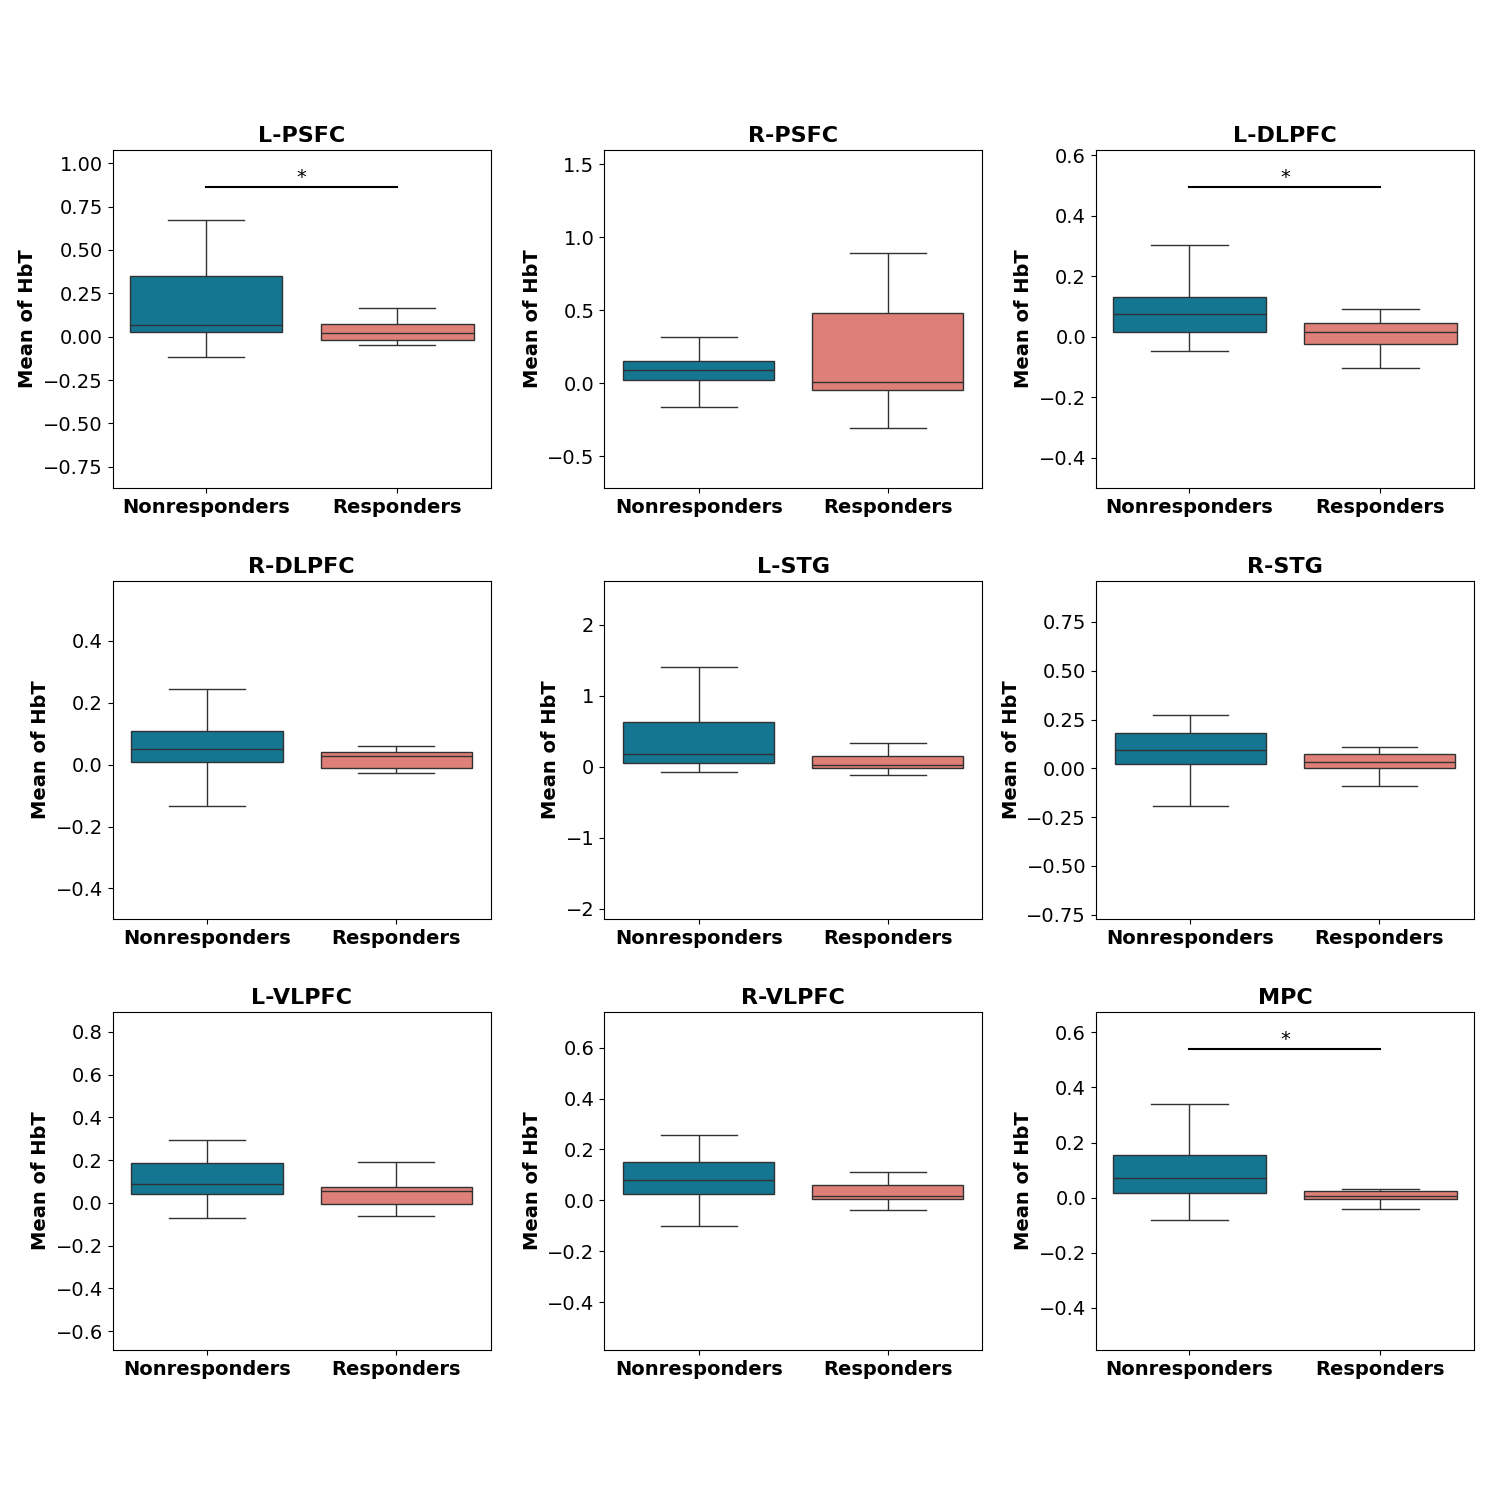 L-PSFC
Mean of HbT
1.00
0.75
0.50
0.25
0.00
−0.25
−0.50
−0.75
*
Nonresponders Responders
R-PSFC
Mean of HbT
1.5
1.0
0.5
0.0
−0.5
Nonresponders Responders
L-DLPFC
Mean of HbT
0.6
0.4
0.2
0.0
−0.2
−0.4
*
Nonresponders Responders
R-DLPFC
Mean of HbT
0.4
0.2
0.0
−0.2
−0.4
Nonresponders Responders
L-STG
Mean of HbT
2
1
0
−1
−2
Nonresponders Responders
R-STG
Mean of HbT
0.75
0.50
0.25
0.00
−0.25
−0.50
−0.75
Nonresponders Responders
L-VLPFC
Mean of HbT
0.8
0.6
0.4
0.2
0.0
−0.2
−0.4
−0.6
Nonresponders Responders
R-VLPFC
Mean of HbT
0.6
0.4
0.2
0.0
−0.2
−0.4
Nonresponders Responders
MPC
Mean of HbT
0.6
0.4
0.2
0.0
−0.2
−0.4
*
Nonresponders Responders